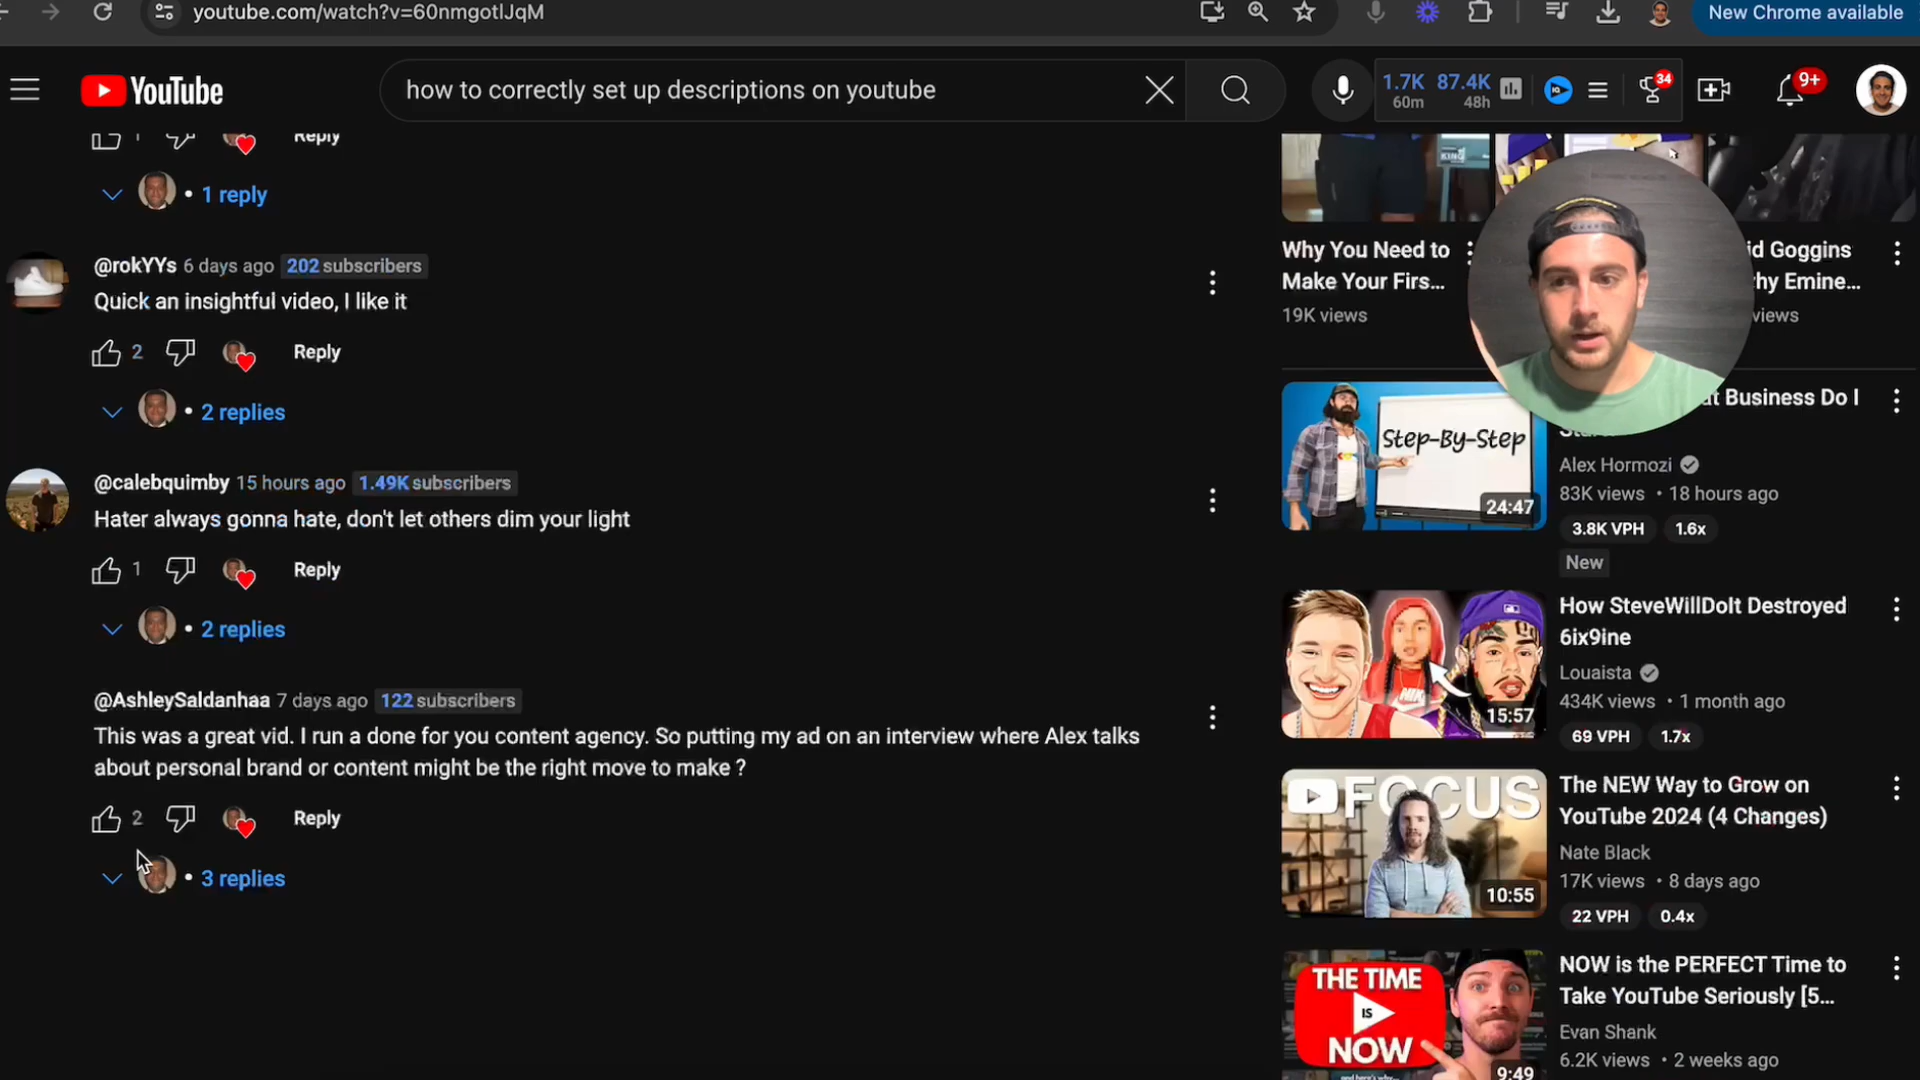 youtube.com/watch?v=60nmgotlJqM
New Chrome available
YouTube
how to correctly set up descriptions on youtube
1.7K 87.4K
60m 48h
34
9+
1 Reply
1 reply
@rokYYs 6 days ago 202 subscribers
Quick an insightful video, I like it
2 Reply
2 replies
@calebquimby 15 hours ago 1.49K subscribers
Hater always gonna hate, don't let others dim your light
1 Reply
2 replies
@AshleySaldanhaa 7 days ago 122 subscribers
This was a great vid. I run a done for you content agency. So putting my ad on an interview where Alex talks
about personal brand or content might be the right move to make ?
2 Reply
3 replies
KING
Why You Need to
Make Your Firs...
19K views
Goggins
Emine...
views
Step-By-Step
24:47
Business Do I
Alex Hormozi
83K views • 18 hours ago
3.8K VPH 1.6x
New
NIK
15:57
How SteveWillDoIt Destroyed
6ix9ine
Louaista
434K views • 1 month ago
69 VPH 1.7x
FOCUS
10:55
The NEW Way to Grow on
YouTube 2024 (4 Changes)
Nate Black
17K views • 8 days ago
22 VPH 0.4x
THE TIME
IS
NOW
and here's why...
9:49
NOW is the PERFECT Time to
Take YouTube Seriously [5...
Evan Shank
6.2K views • 2 weeks ago